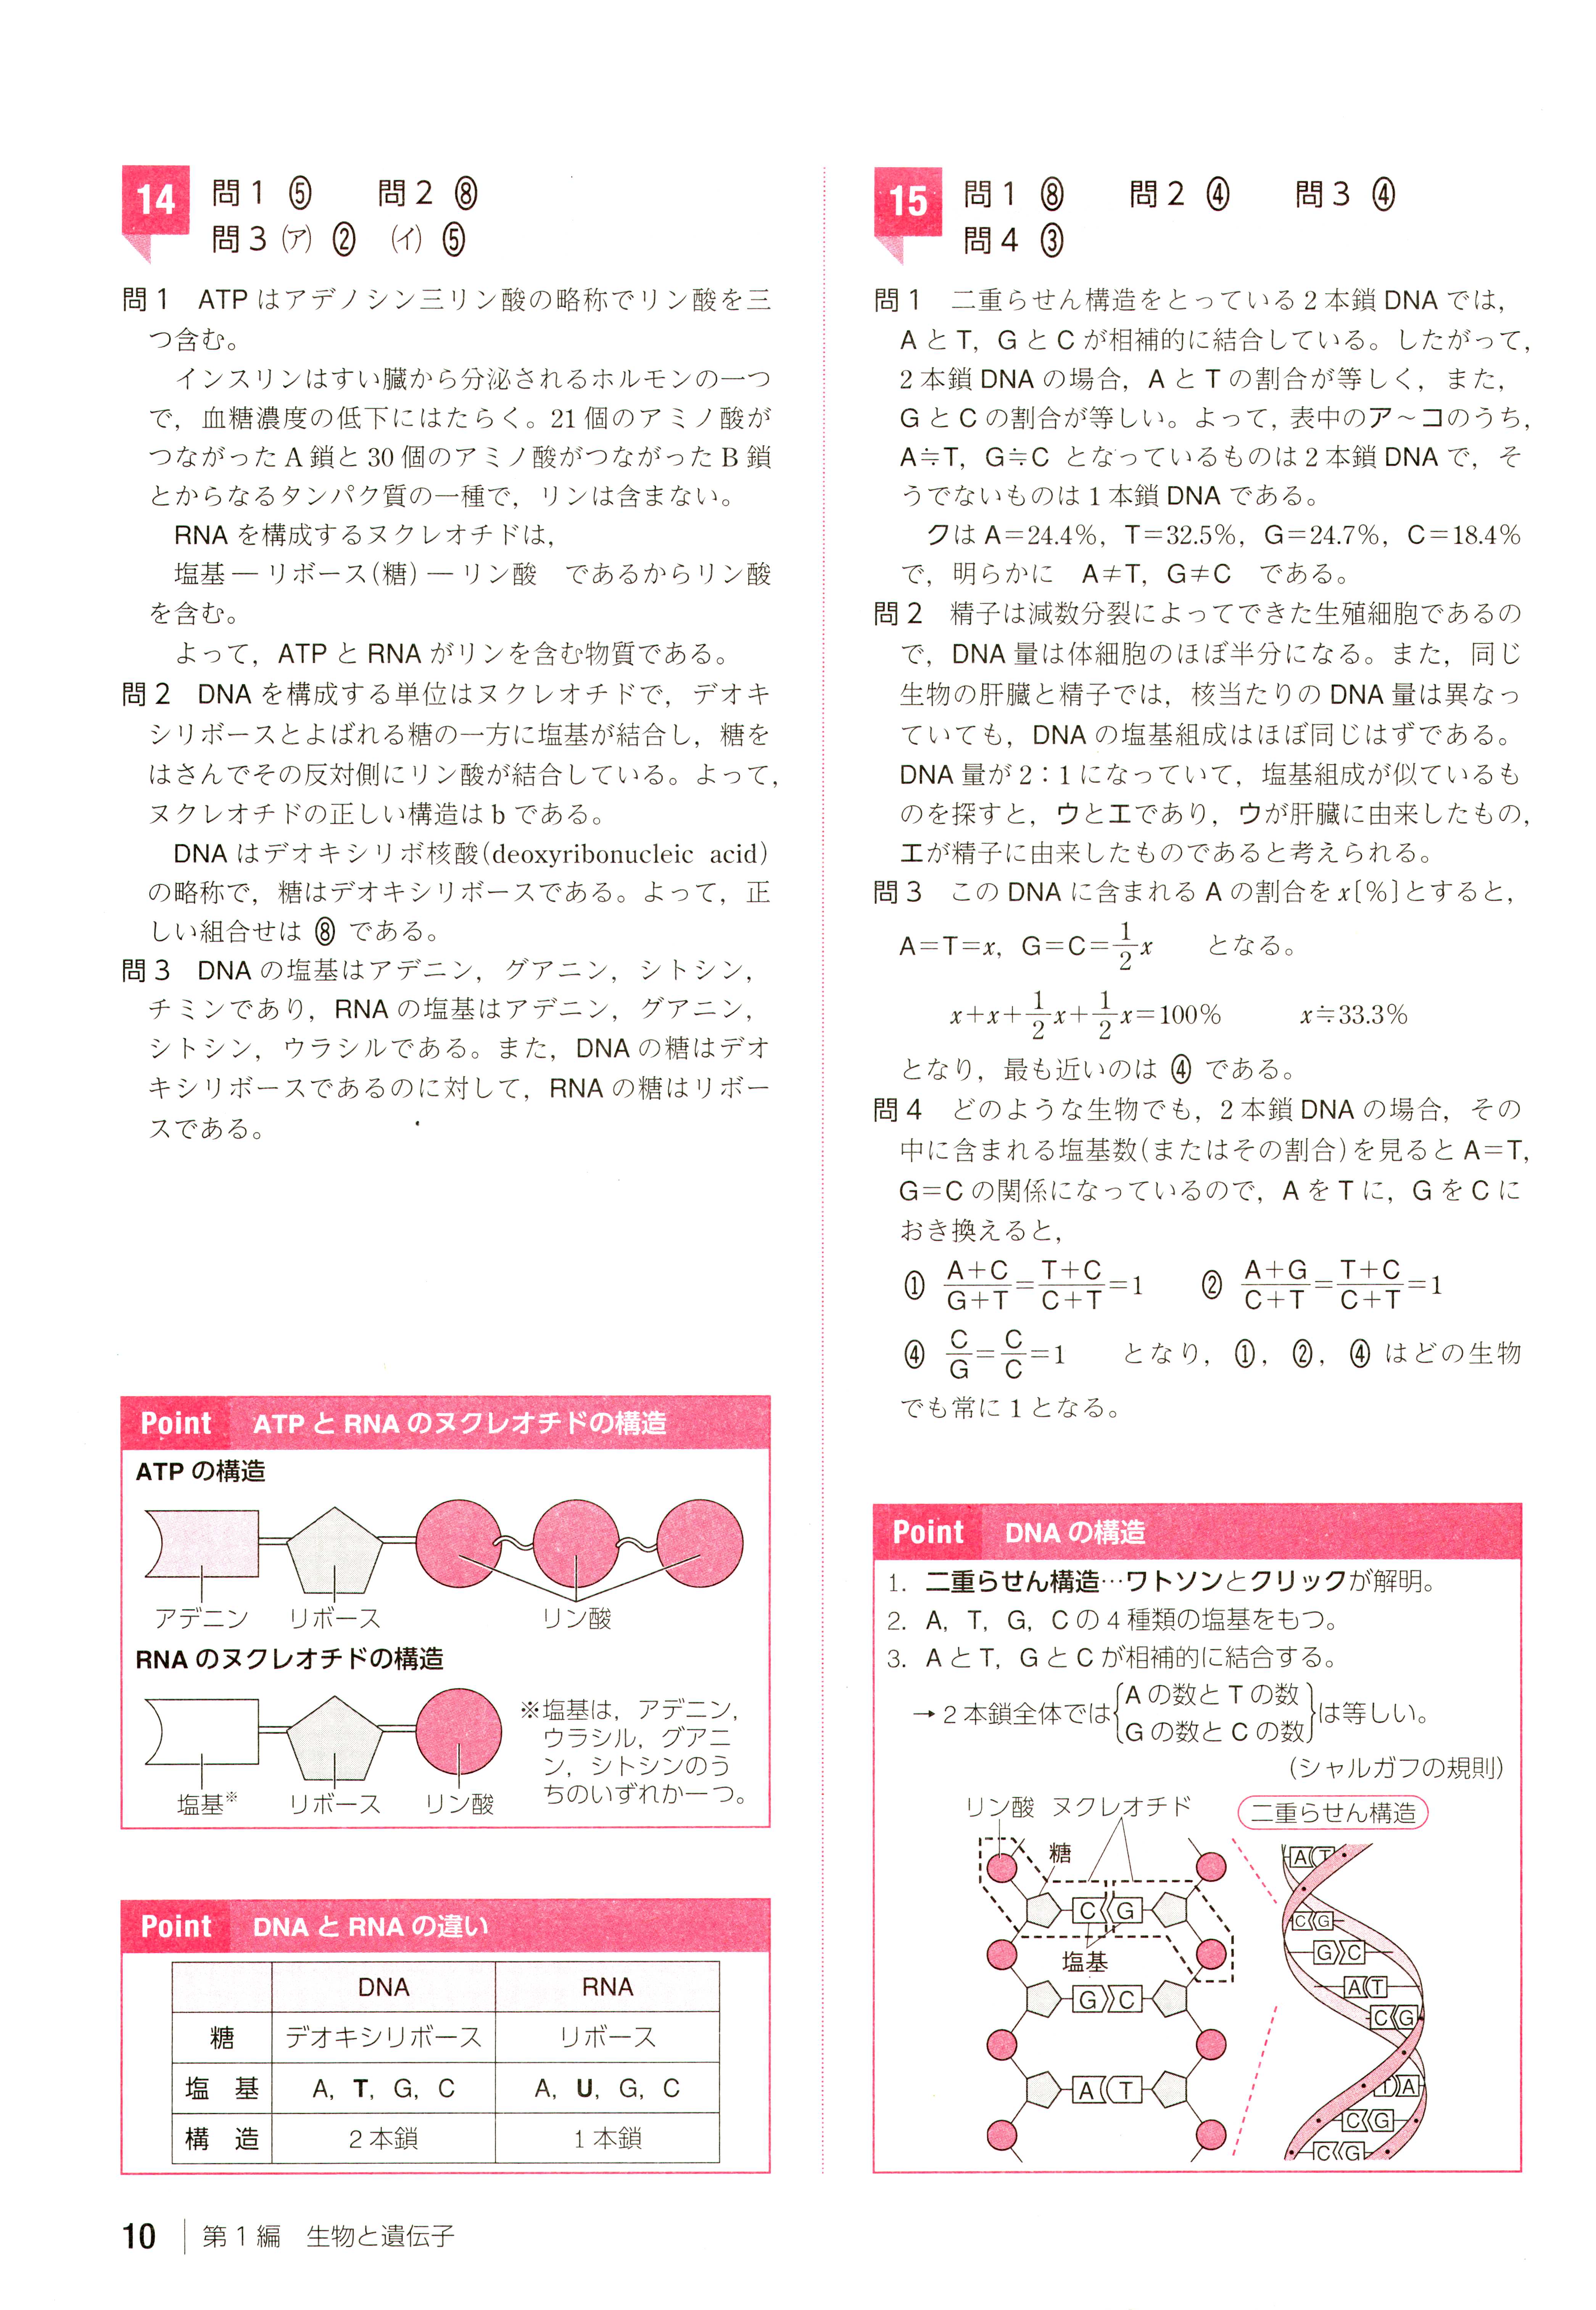 14 問1 ⑤ 問2 ⑧
問3 (ア) ② (イ) ⑤
問1 ATP はアデノシン三リン酸の略称でリン酸を三
つ含む。
インスリンはすい臓から分泌されるホルモンの一つ
で，血糖濃度の低下にはたらく。21 個のアミノ酸が
つながった A 鎖と 30 個のアミノ酸がつながった B 鎖
とからなるタンパク質の一種で，リンは含まない。
RNA を構成するヌクレオチドは，
塩基 — リボース(糖) — リン酸 であるからリン酸
を含む。
よって，ATP と RNA がリンを含む物質である。
問2 DNA を構成する単位はヌクレオチドで，デオキ
シリボースとよばれる糖の一方に塩基が結合し，糖を
はさんでその反対側にリン酸が結合している。よって，
ヌクレオチドの正しい構造は b である。
DNA はデオキシリボ核酸(deoxyribonucleic acid)
の略称で，糖はデオキシリボースである。よって，正
しい組合せは ⑧ である。
問3 DNA の塩基はアデニン，グアニン，シトシン，
チミンであり，RNA の塩基はアデニン，グアニン，
シトシン，ウラシルである。また，DNA の糖はデオ
キシリボースであるのに対して，RNA の糖はリボー
スである。
Point ATP と RNA のヌクレオチドの構造
ATP の構造
アデニン リボース リン酸
RNA のヌクレオチドの構造
※塩基は，アデニン，
ウラシル，グアニ
ン，シトシンのう
ちのいずれか一つ。
塩基※ リボース リン酸
Point DNA と RNA の違い
DNA RNA
糖 デオキシリボース リボース
塩 基 A，T，G，C A，U，G，C
構 造 2 本鎖 1 本鎖
15 問1 ⑧ 問2 ④ 問3 ④
問4 ③
問1 二重らせん構造をとっている 2 本鎖 DNA では，
A と T，G と C が相補的に結合している。したがって，
2 本鎖 DNA の場合，A と T の割合が等しく，また，
G と C の割合が等しい。よって，表中のア～コのうち，
A≒T，G≒C となっているものは 2 本鎖 DNA で，そ
うでないものは 1 本鎖 DNA である。
クは A＝24.4％，T＝32.5％，G＝24.7％，C＝18.4％
で，明らかに A≠T，G≠C である。
問2 精子は減数分裂によってできた生殖細胞であるの
で，DNA 量は体細胞のほぼ半分になる。また，同じ
生物の肝臓と精子では，核当たりの DNA 量は異なっ
ていても，DNA の塩基組成はほぼ同じはずである。
DNA 量が 2：1 になっていて，塩基組成が似ているも
のを探すと，ウとエであり，ウが肝臓に由来したもの，
エが精子に由来したものであると考えられる。
問3 この DNA に含まれる A の割合を x〔％〕とすると，
A＝T＝x，G＝C＝1/2 x となる。
x＋x＋1/2 x＋1/2 x＝100％ x≒33.3％
となり，最も近いのは ④ である。
問4 どのような生物でも，2 本鎖 DNA の場合，その
中に含まれる塩基数(またはその割合)を見ると A＝T，
G＝C の関係になっているので，A を T に，G を C に
おき換えると，
① A＋C/G＋T＝T＋C/C＋T＝1 ② A＋G/C＋T＝T＋C/C＋T＝1
④ C/G＝C/C＝1 となり，①，②，④ はどの生物
でも常に 1 となる。
Point DNA の構造
1. 二重らせん構造…ワトソンとクリックが解明。
2. A，T，G，C の 4 種類の塩基をもつ。
3. A と T，G と C が相補的に結合する。
→ 2 本鎖全体では{A の数と T の数
G の数と C の数}は等しい。
(シャルガフの規則)
リン酸 ヌクレオチド 二重らせん構造
糖
C G
塩基
G C
A T
A T
C G
G C
A T
C G
T A
C G
C G
10 第 1 編 生物と遺伝子